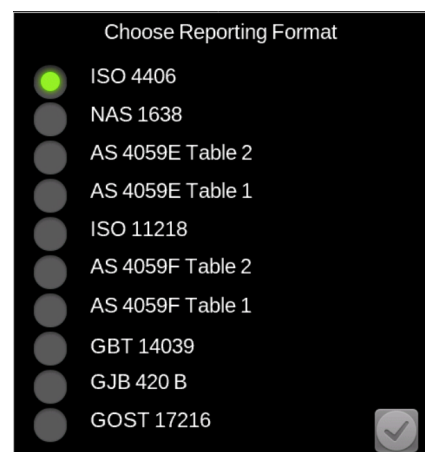 Choose Reporting Format
ISO 4406
NAS 1638
AS 4059E Table 2
AS 4059E Table 1
ISO 11218
AS 4059F Table 2
AS 4059F Table 1
GBT 14039
GJB 420 B
GOST 17216